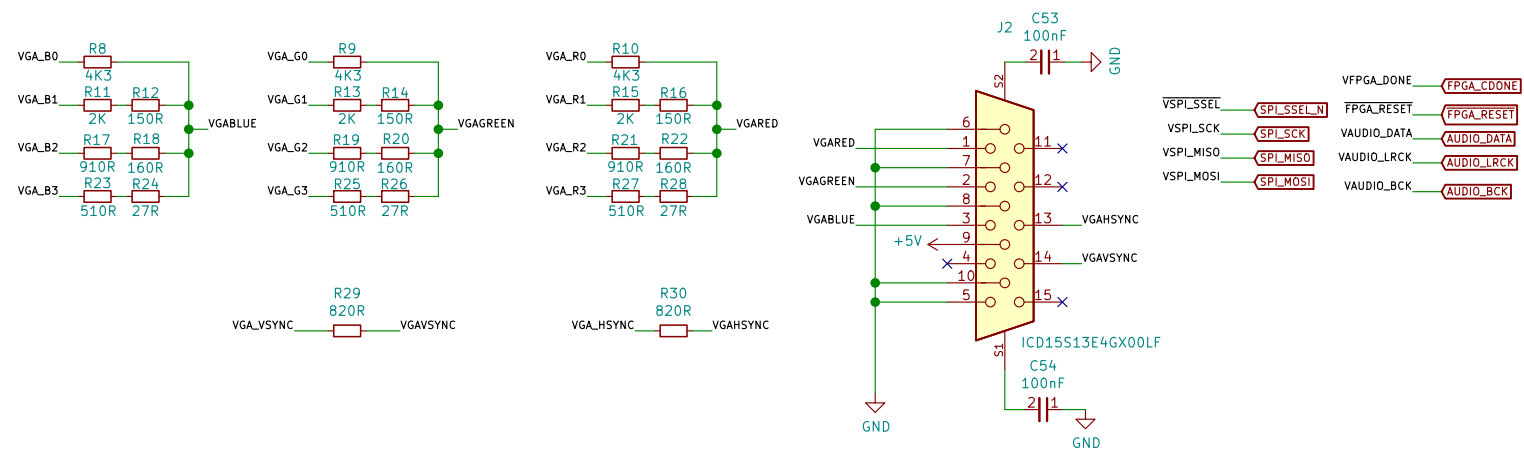 VGA_B0 R8 4K3
VGA_B1 R11 2K R12 150R
VGABLUE
VGA_B2 R17 910R R18 160R
VGA_B3 R23 510R R24 27R
VGA_G0 R9 4K3
VGA_G1 R13 2K R14 150R
VGAGREEN
VGA_G2 R19 910R R20 160R
VGA_G3 R25 510R R26 27R
VGA_R0 R10 4K3
VGA_R1 R15 2K R16 150R
VGARED
VGA_R2 R21 910R R22 160R
VGA_R3 R27 510R R28 27R
R29
820R
VGA_VSYNC VGAVSYNC
R30
820R
VGA_HSYNC VGAHSYNC
J2
C53
100nF
2 1
GND
S2
6
VGARED 1
11
7
VGAGREEN 2
12
8
VGABLUE 3
13 VGAHSYNC
+5V 9
4
14 VGAVSYNC
10
5
15
S1
ICD15S13E4GX00LF
C54
100nF
2 1
GND
GND
VSPI_SSEL SPI_SSEL_N
VSPI_SCK SPI_SCK
VSPI_MISO SPI_MISO
VSPI_MOSI SPI_MOSI
VFPGA_DONE FPGA_CDONE
FPGA_RESET FPGA_RESET
VAUDIO_DATA AUDIO_DATA
VAUDIO_LRCK AUDIO_LRCK
VAUDIO_BCK AUDIO_BCK